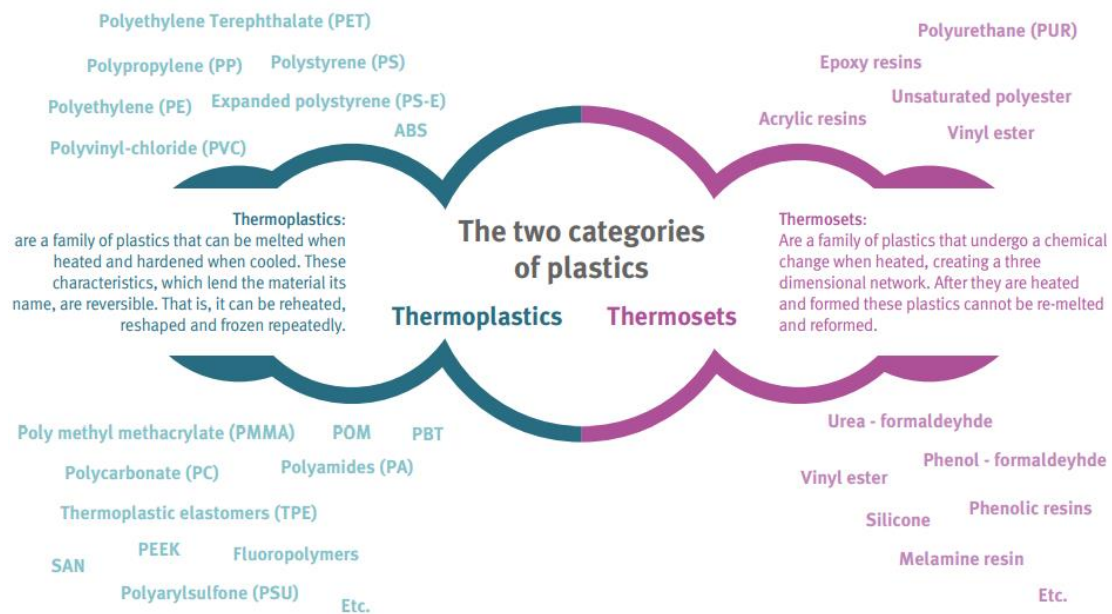 Polyethylene Terephthalate (PET)
Polypropylene (PP)
Polystyrene (PS)
Polyethylene (PE)
Expanded polystyrene (PS-E)
ABS
Polyvinyl-chloride (PVC)
Polyurethane (PUR)
Epoxy resins
Unsaturated polyester
Acrylic resins
Vinyl ester
Thermoplastics:
are a family of plastics that can be melted when
heated and hardened when cooled. These
characteristics, which lend the material its
name, are reversible. That is, it can be reheated,
reshaped and frozen repeatedly.
The two categories
of plastics
Thermoplastics
Thermosets
Thermosets:
Are a family of plastics that undergo a chemical
change when heated, creating a three
dimensional network. After they are heated
and formed these plastics cannot be re-melted
and reformed.
Poly methyl methacrylate (PMMA)
POM
PBT
Polycarbonate (PC)
Polyamides (PA)
Thermoplastic elastomers (TPE)
SAN
PEEK
Fluoropolymers
Polyarylsulfone (PSU)
Etc.
Urea - formaldeyhde
Vinyl ester
Phenol - formaldeyhde
Silicone
Phenolic resins
Melamine resin
Etc.